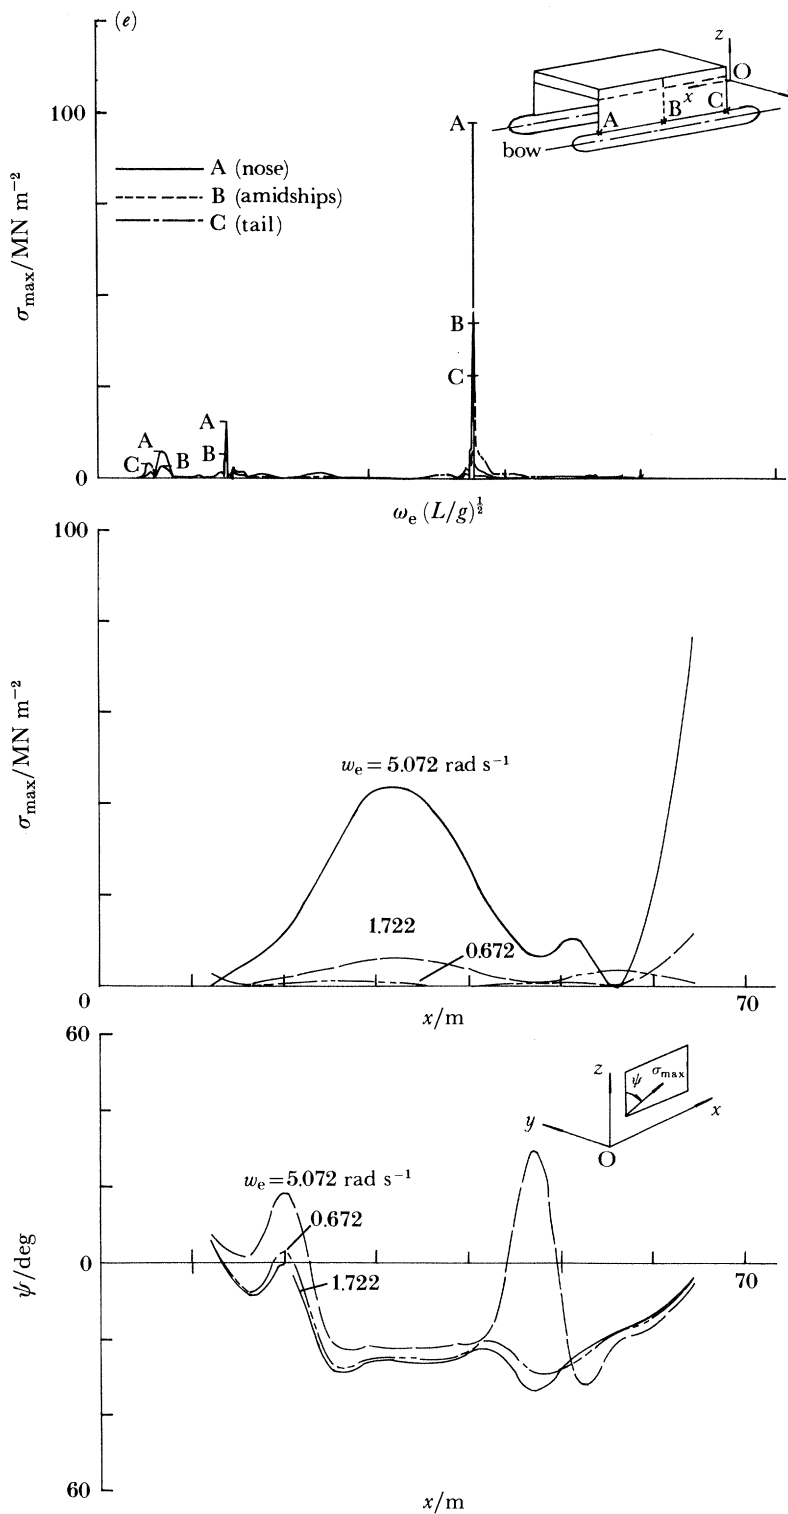 (e)
z
O
100
A
x
B
C
A
bow
A (nose)
B (amidships)
C (tail)
σmax/MN m−2
B
C
A
A
C
B
B
0
ωe (L/g)½
100
σmax/MN m−2
we = 5.072 rad s−1
1.722
0.672
0
70
x/m
60
z
ψ
σmax
y
x
O
we = 5.072 rad s−1
0.672
ψ/deg
0
1.722
70
60
x/m